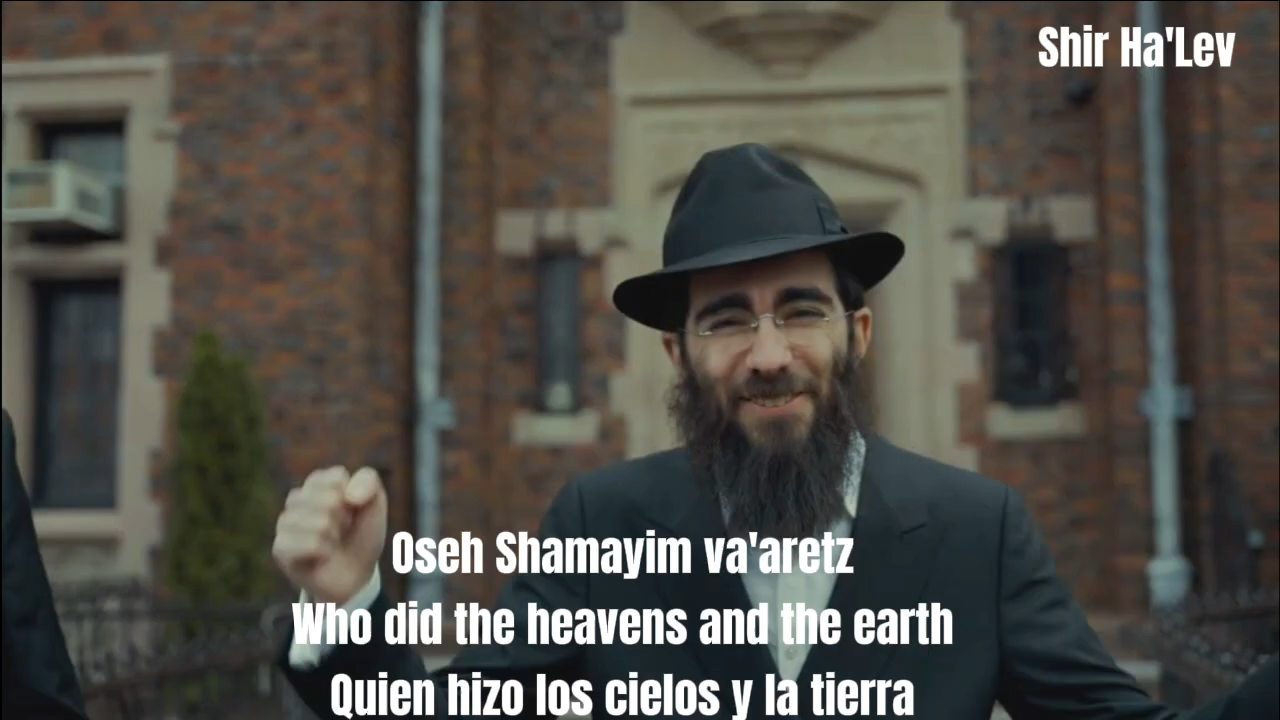 Shir Ha'Lev
Oseh Shamayim va'aretz
Who did the heavens and the earth
Quien hizo los cielos y la tierra